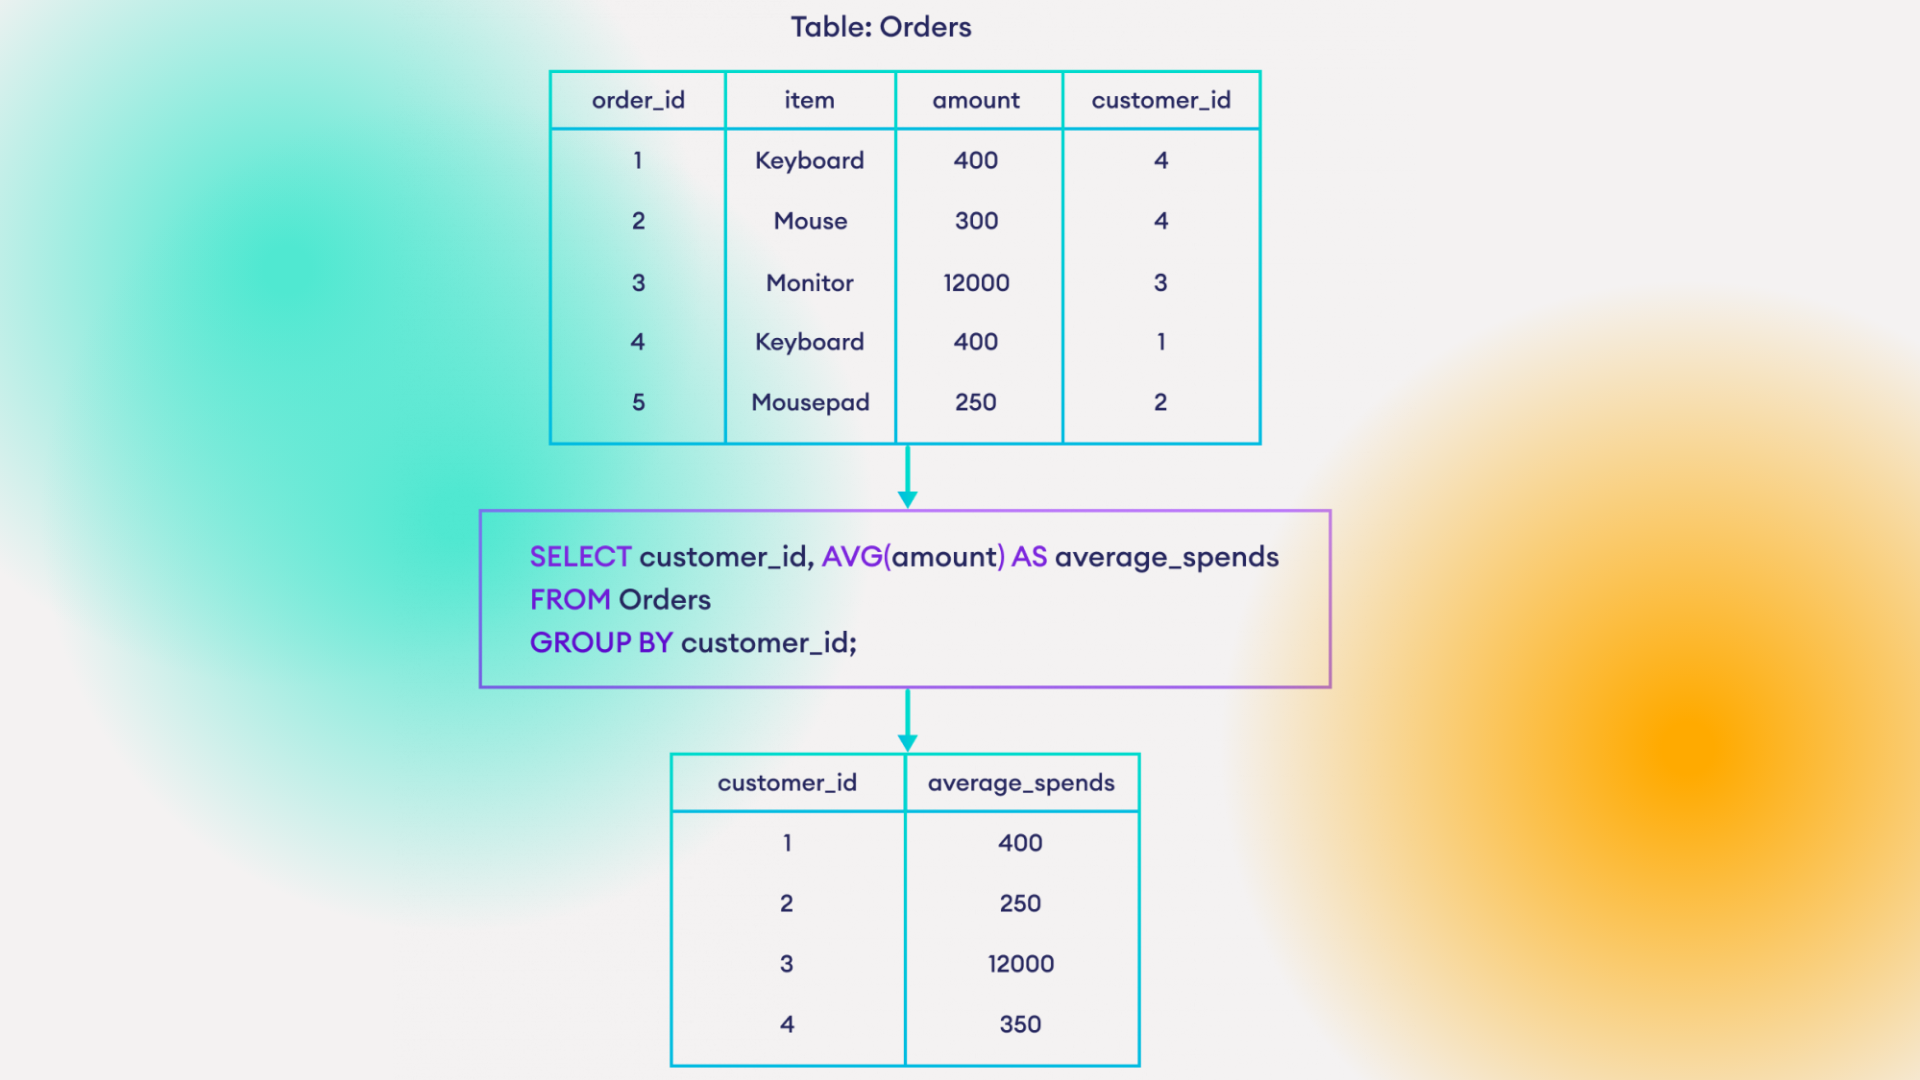 Table: Orders
order_id item amount customer_id
1 Keyboard 400 4
2 Mouse 300 4
3 Monitor 12000 3
4 Keyboard 400 1
5 Mousepad 250 2
SELECT customer_id, AVG(amount) AS average_spends
FROM Orders
GROUP BY customer_id;
customer_id average_spends
1 400
2 250
3 12000
4 350